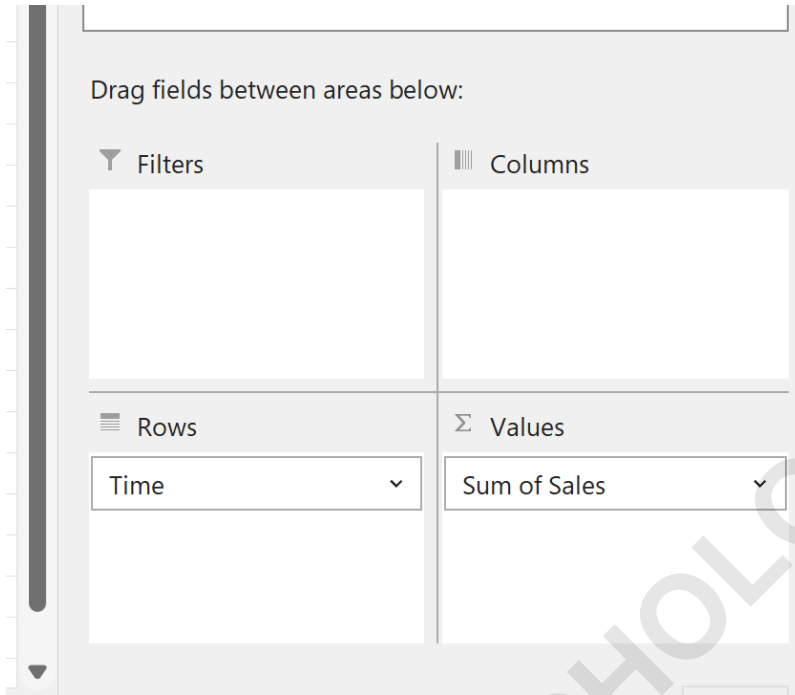 Drag fields between areas below:
Filters
Columns
Rows
Σ Values
Time
Sum of Sales